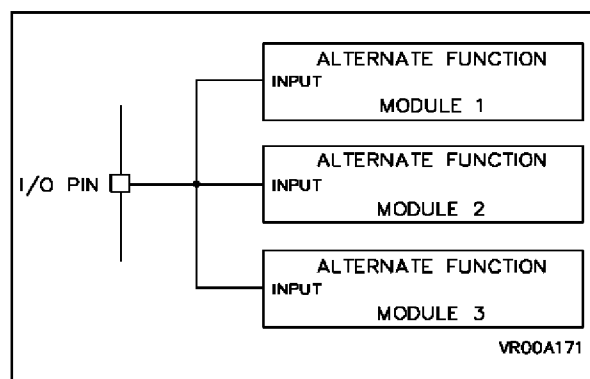 ALTERNATE FUNCTION
INPUT
MODULE 1
I/O PIN
ALTERNATE FUNCTION
INPUT
MODULE 2
ALTERNATE FUNCTION
INPUT
MODULE 3
VR00A171